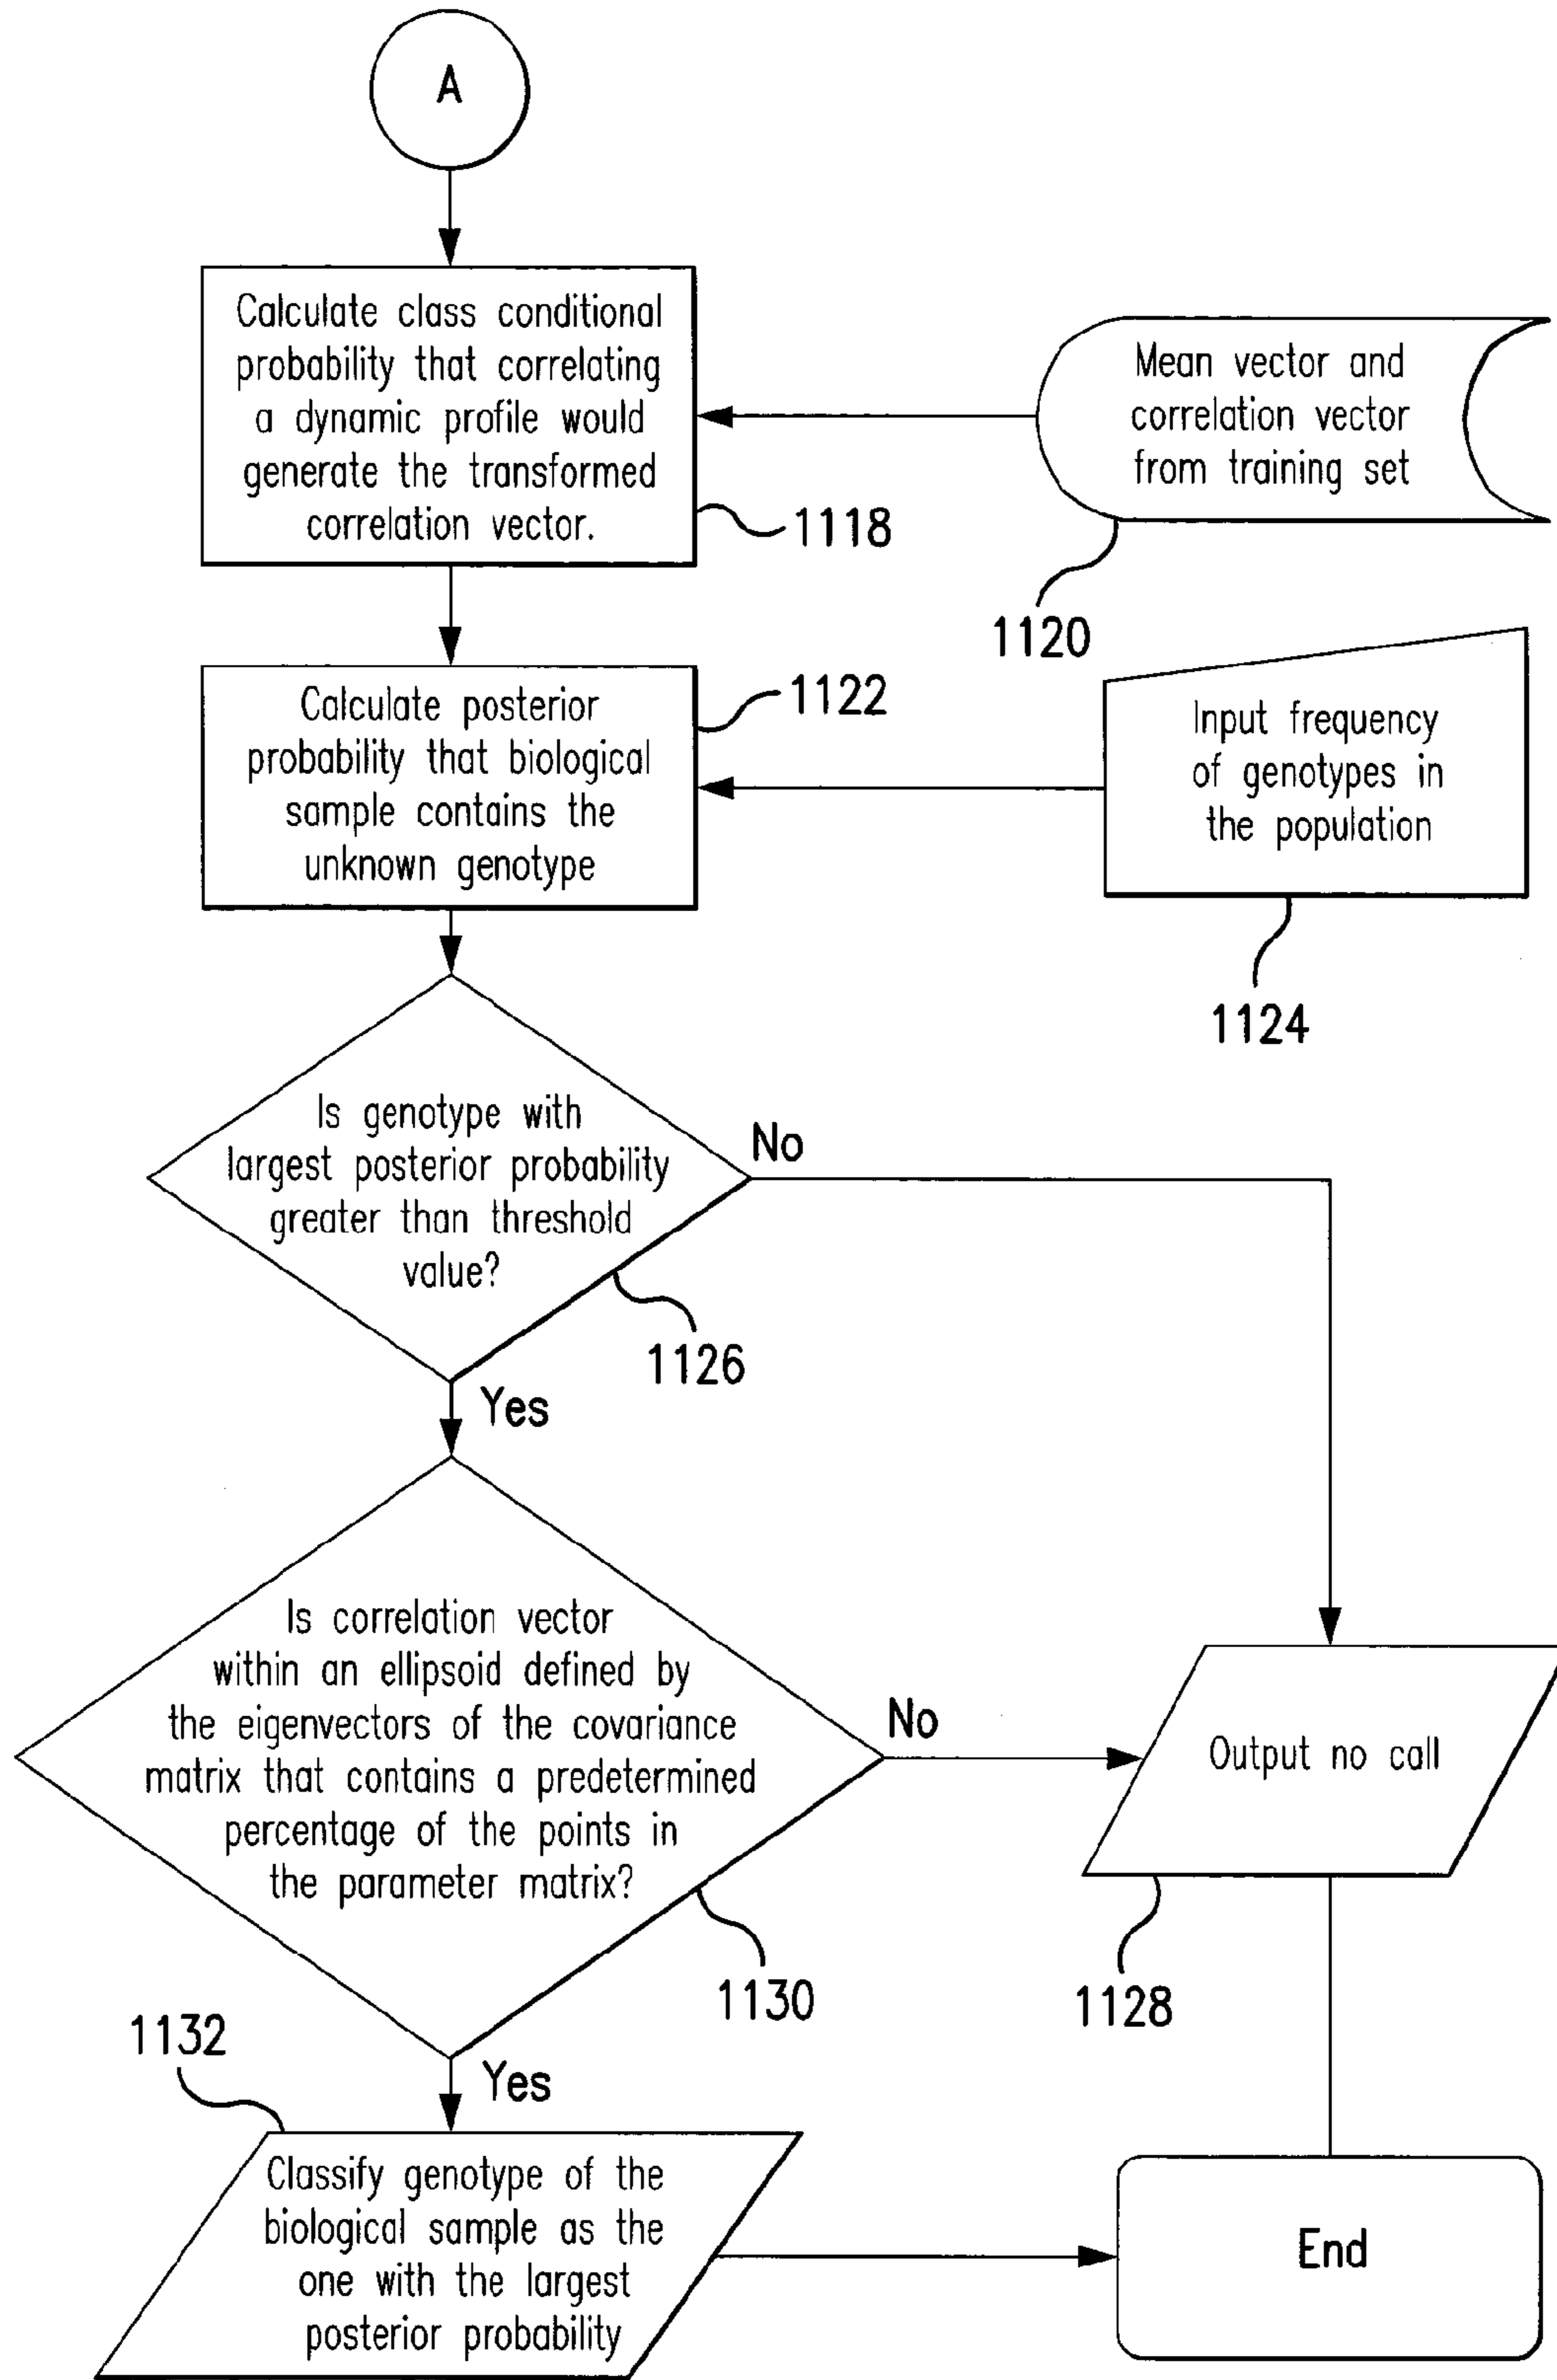 A
Calculate class conditional
probability that correlating
a dynamic profile would
generate the transformed
correlation vector.
1118
Mean vector and
correlation vector
from training set
1120
Calculate posterior
probability that biological
sample contains the
unknown genotype
1122
Input frequency
of genotypes in
the population
1124
Is genotype with
largest posterior probability
greater than threshold
value?
No
1126
Yes
Is correlation vector
within an ellipsoid defined by
the eigenvectors of the covariance
matrix that contains a predetermined
percentage of the points in
the parameter matrix?
No
1130
Output no call
1128
Yes
1132
Classify genotype of the
biological sample as the
one with the largest
posterior probability
End